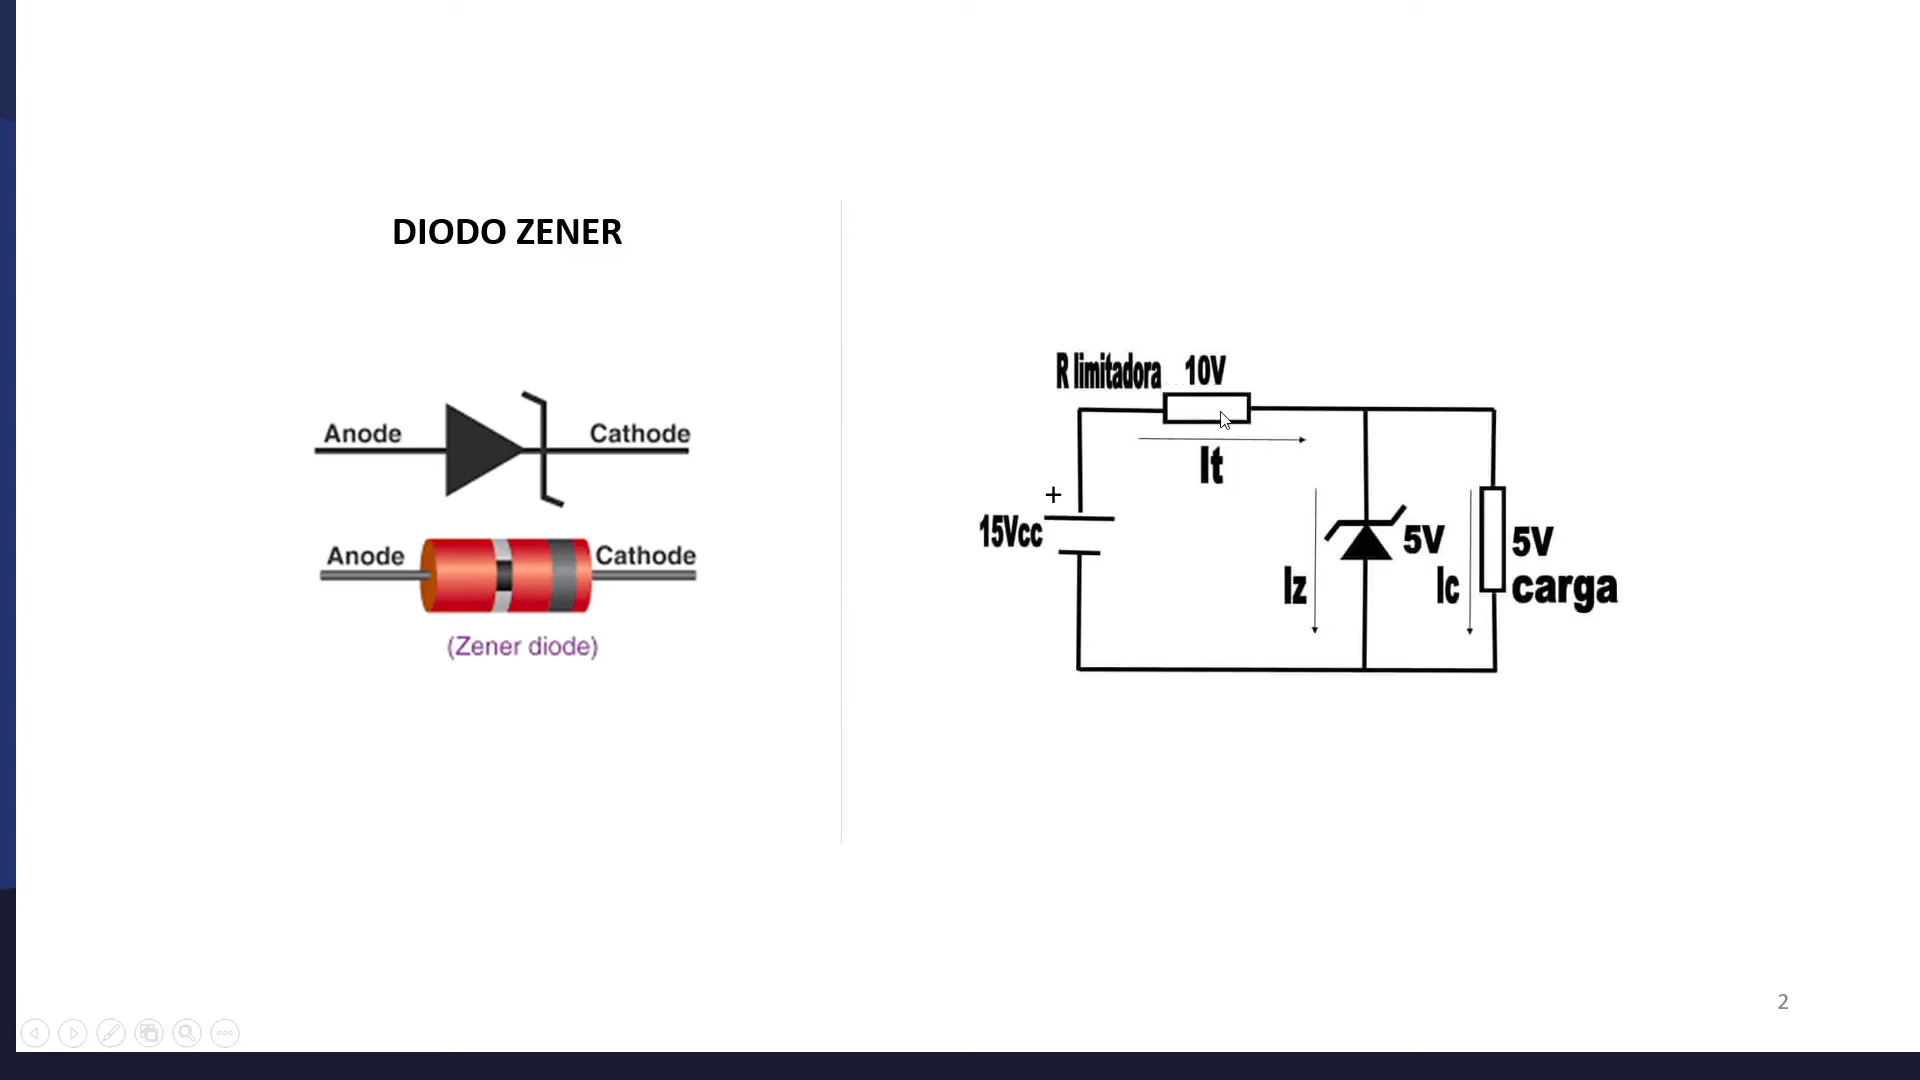 DIODO ZENER
Anode
Cathode
Anode
Cathode
(Zener diode)
R limitadora 10V
It
+
15Vcc
5V
Iz
Ic
5V
carga
2